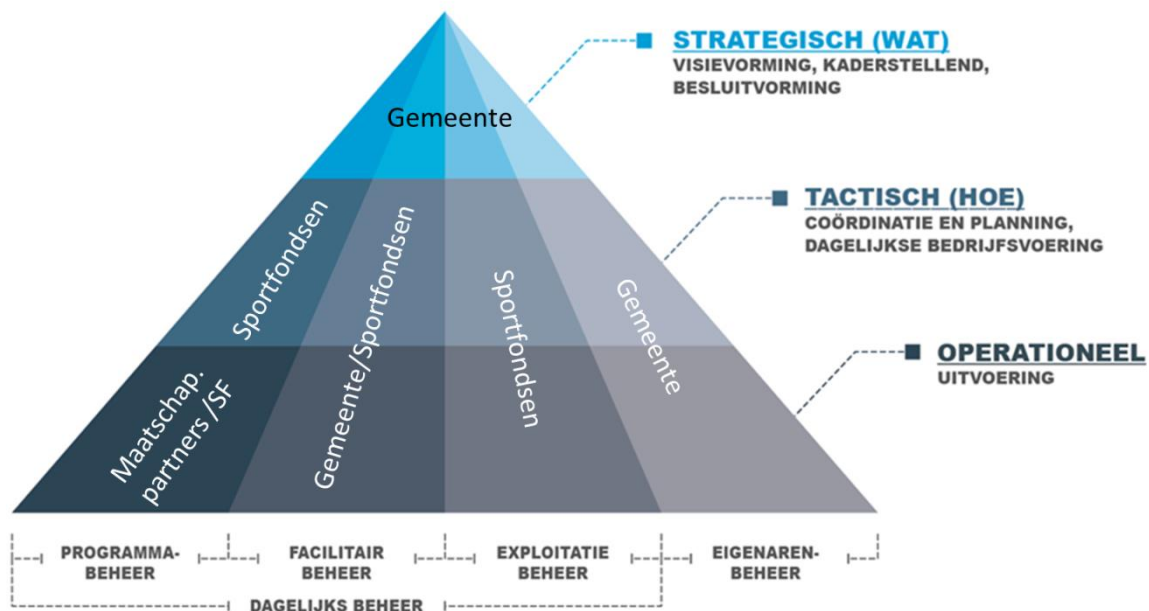 STRATEGISCH (WAT)
VISIEVORMING, KADERSTELLEND,
BESLUITVORMING
Gemeente
TACTISCH (HOE)
COÖRDINATIE EN PLANNING,
DAGELIJKSE BEDRIJFSVOERING
Sportfondsen
Gemeente/Sportfondsen
Sportfondsen
Gemeente
OPERATIONEEL
UITVOERING
Maatschap.
partners /SF
PROGRAMMA-
BEHEER
FACILITAIR
BEHEER
EXPLOITATIE
BEHEER
EIGENAREN-
BEHEER
DAGELIJKS BEHEER